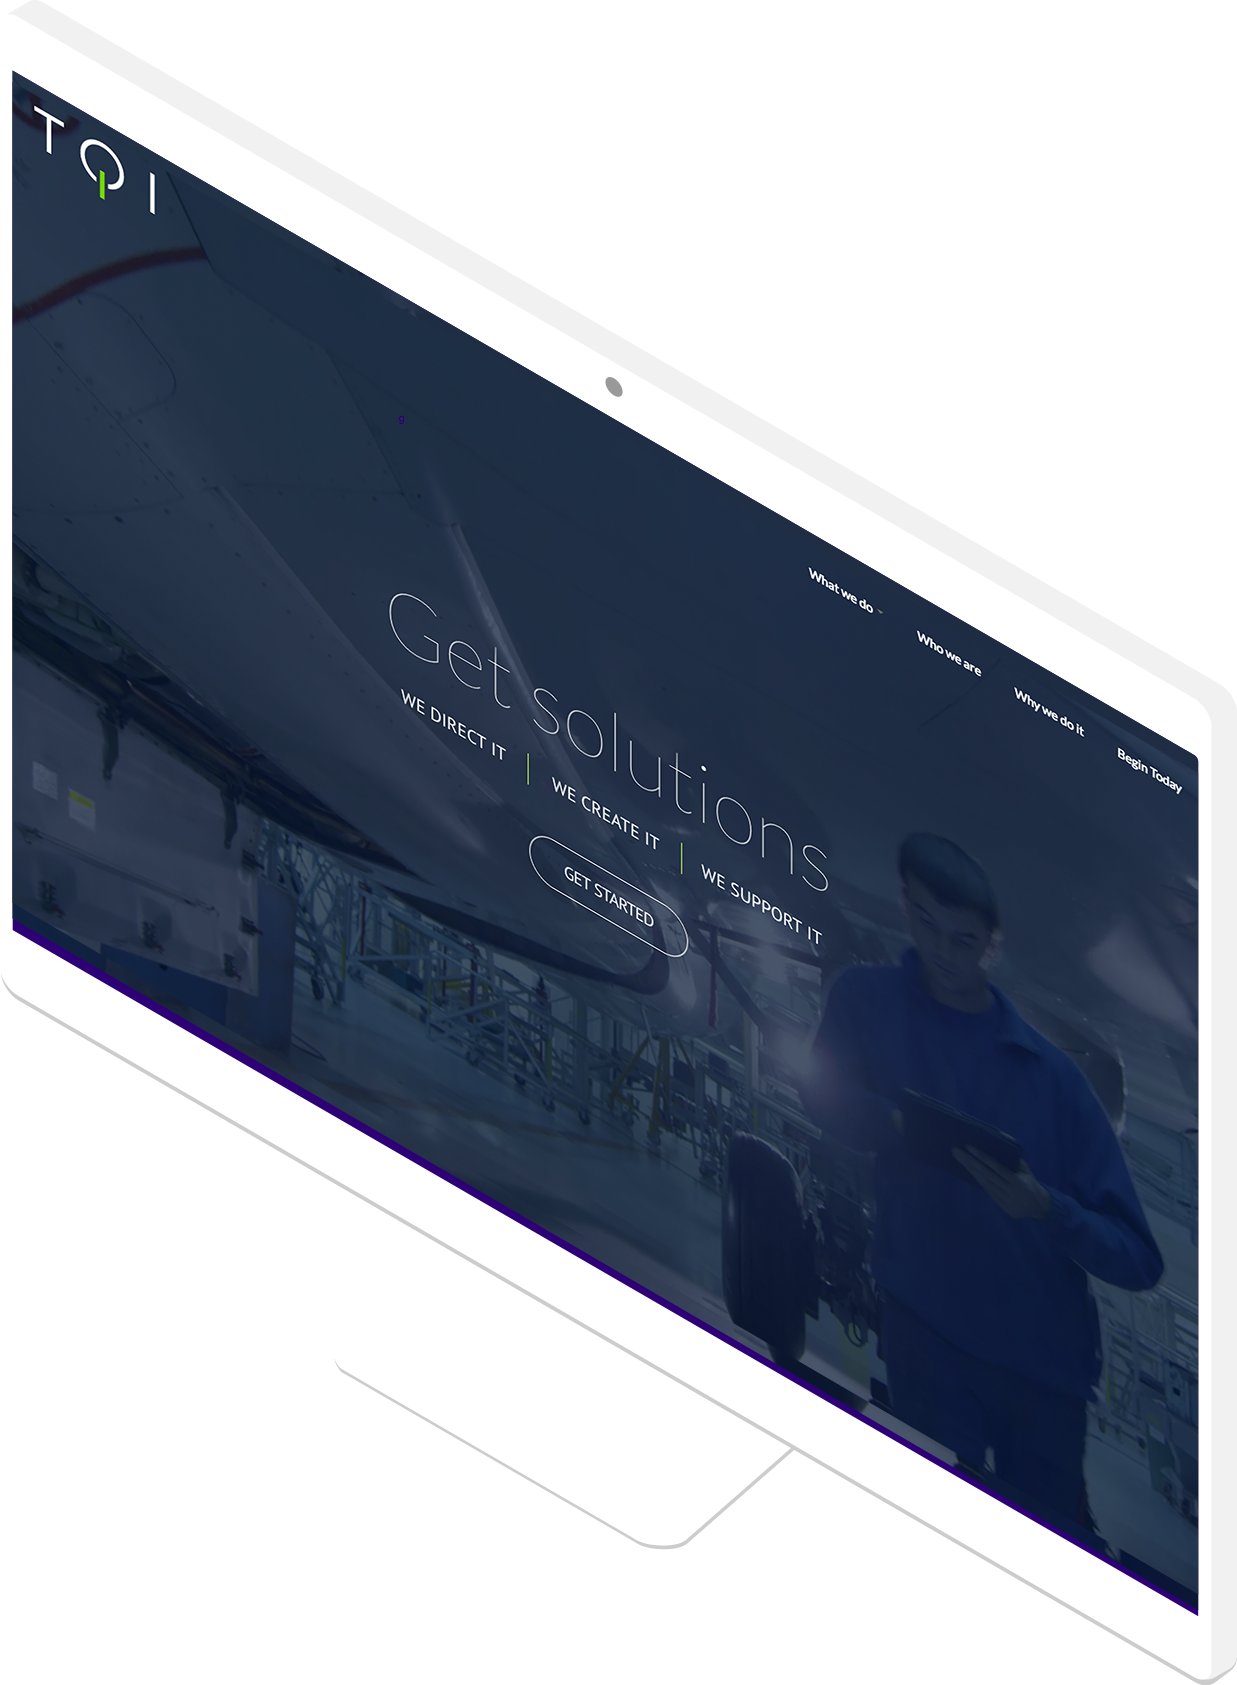 TQI
What we do
Who we are
Why we do it
Begin Today
g
Get solutions
WE DIRECT IT | WE CREATE IT | WE SUPPORT IT
GET STARTED